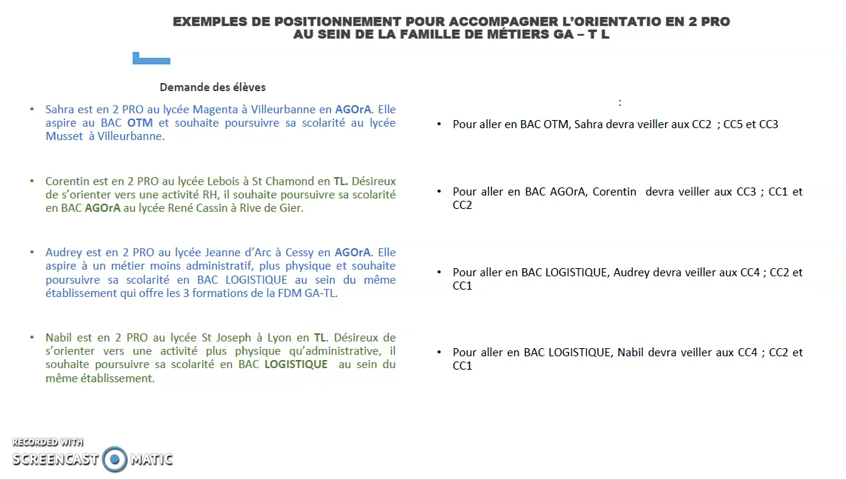 EXEMPLES DE POSITIONNEMENT POUR ACCOMPAGNER L'ORIENTATIO EN 2 PRO
AU SEIN DE LA FAMILLE DE MÉTIERS GA – T L
Demande des élèves
• Sahra est en 2 PRO au lycée Magenta à Villeurbanne en AGOrA. Elle
aspire au BAC OTM et souhaite poursuivre sa scolarité au lycée
Musset à Villeurbanne.
• Corentin est en 2 PRO au lycée Lebois à St Chamond en TL. Désireux
de s'orienter vers une activité RH, il souhaite poursuivre sa scolarité
en BAC AGOrA au lycée René Cassin à Rive de Gier.
• Audrey est en 2 PRO au lycée Jeanne d'Arc à Cessy en AGOrA. Elle
aspire à un métier moins administratif, plus physique et souhaite
poursuivre sa scolarité en BAC LOGISTIQUE au sein du même
établissement qui offre les 3 formations de la FDM GA-TL.
• Nabil est en 2 PRO au lycée St Joseph à Lyon en TL. Désireux de
s'orienter vers une activité plus physique qu'administrative, il
souhaite poursuivre sa scolarité en BAC LOGISTIQUE au sein du
même établissement.
:
• Pour aller en BAC OTM, Sahra devra veiller aux CC2 ; CC5 et CC3
• Pour aller en BAC AGOrA, Corentin devra veiller aux CC3 ; CC1 et
CC2
• Pour aller en BAC LOGISTIQUE, Audrey devra veiller aux CC4 ; CC2 et
CC1
• Pour aller en BAC LOGISTIQUE, Nabil devra veiller aux CC4 ; CC2 et
CC1
RECORDED WITH
SCREENCAST MATIC